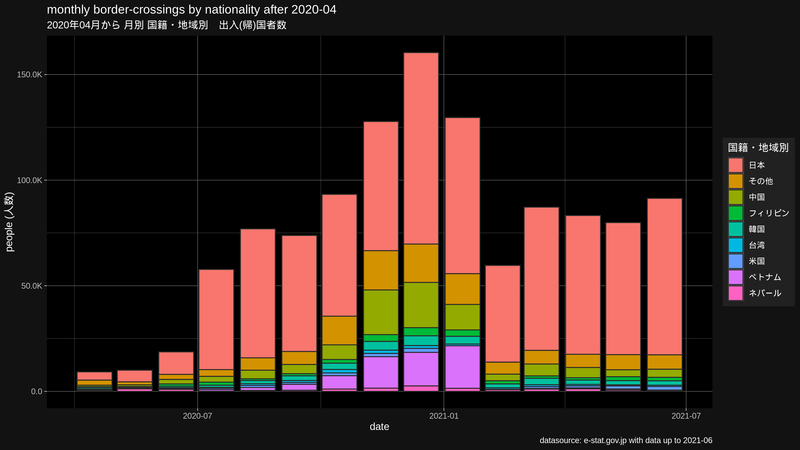 monthly border-crossings by nationality after 2020-04
2020年04月から 月別 国籍・地域別　出入(帰)国者数
people (人数)
150.0K
100.0K
50.0K
0.0
2020-07
2021-01
2021-07
date
国籍・地域別
日本
その他
中国
フィリピン
韓国
台湾
米国
ベトナム
ネパール
datasource: e-stat.gov.jp with data up to 2021-06